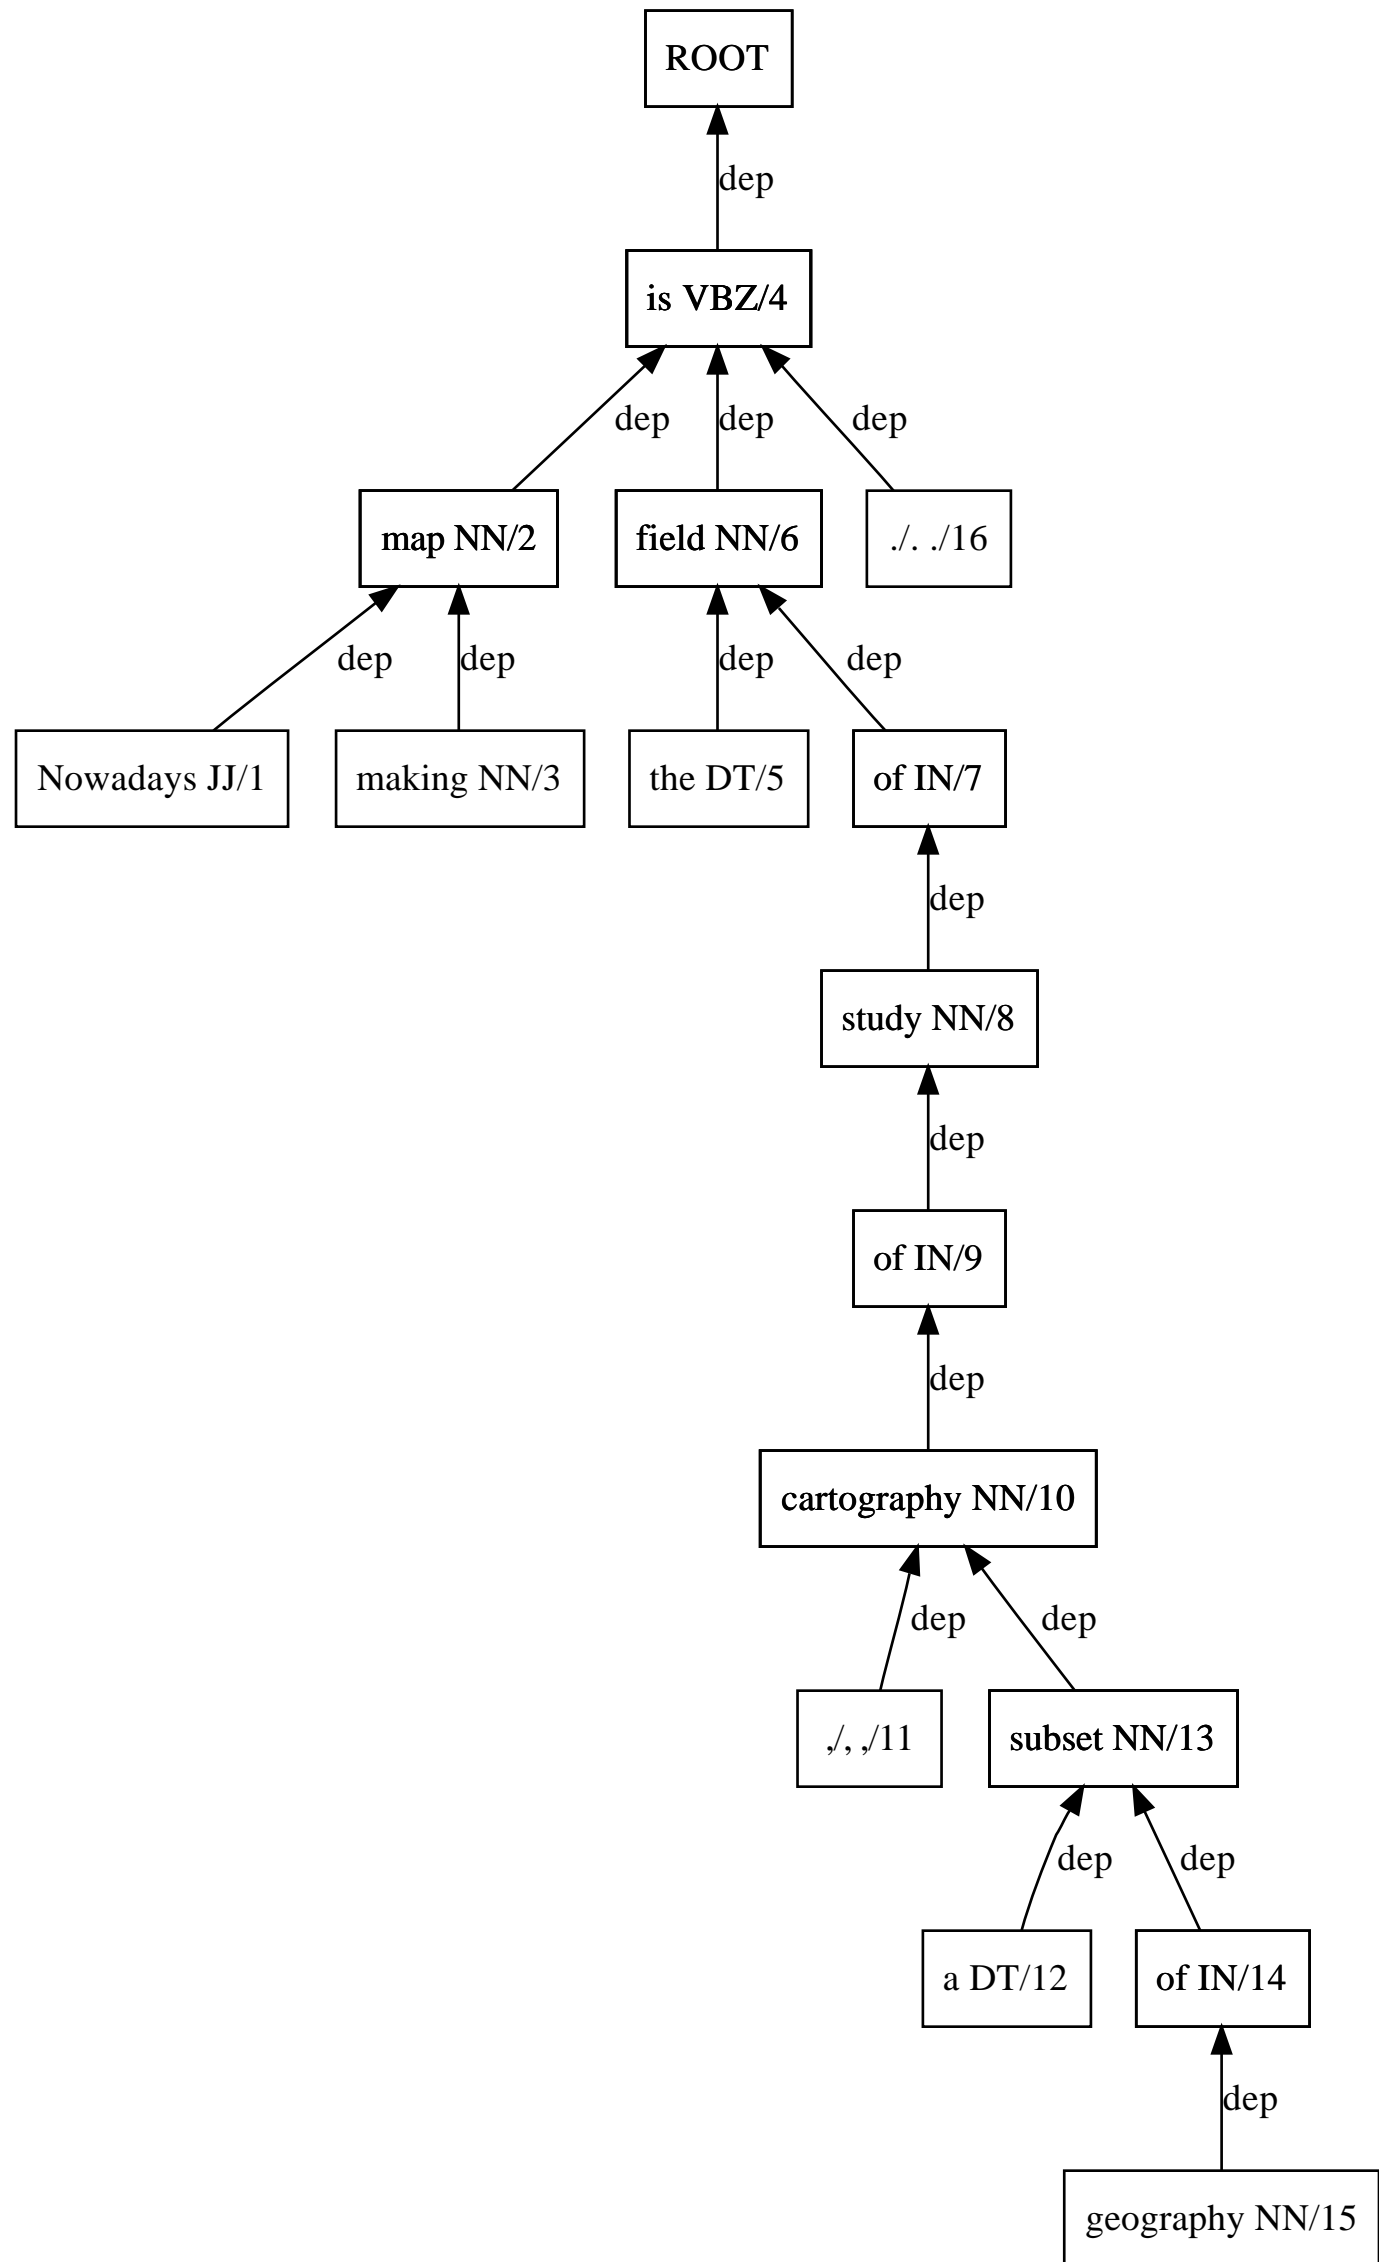 ROOT
dep
is VBZ/4
dep dep dep
map NN/2 field NN/6 ./. ./16
dep dep dep dep
Nowadays JJ/1 making NN/3 the DT/5 of IN/7
dep
study NN/8
dep
of IN/9
dep
cartography NN/10
dep dep
,/, ,/11 subset NN/13
dep dep
a DT/12 of IN/14
dep
geography NN/15